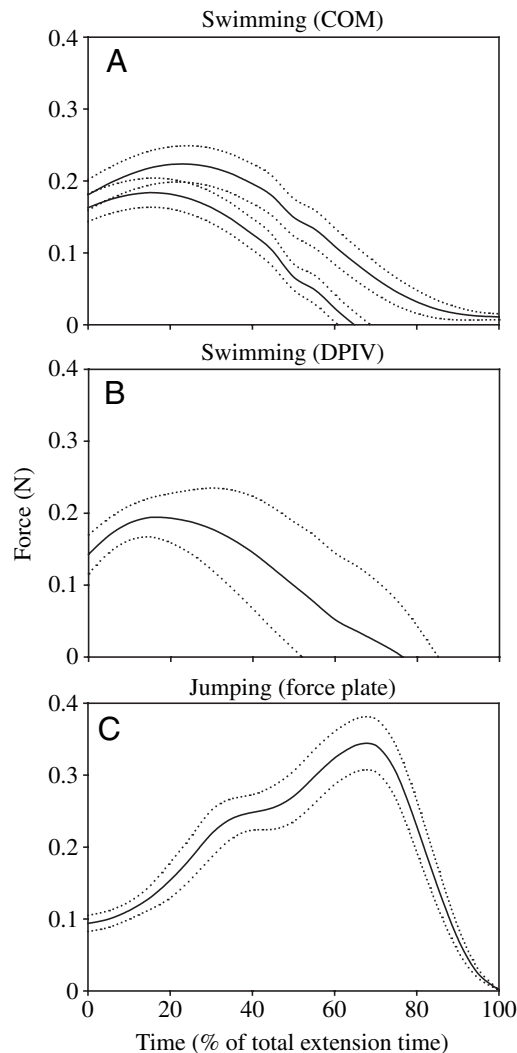 Swimming (COM)
A
0.4
0.3
0.2
0.1
0
Swimming (DPIV)
B
0.4
0.3
0.2
0.1
0
Force (N)
Jumping (force plate)
C
0.4
0.3
0.2
0.1
0
0 20 40 60 80 100
Time (% of total extension time)